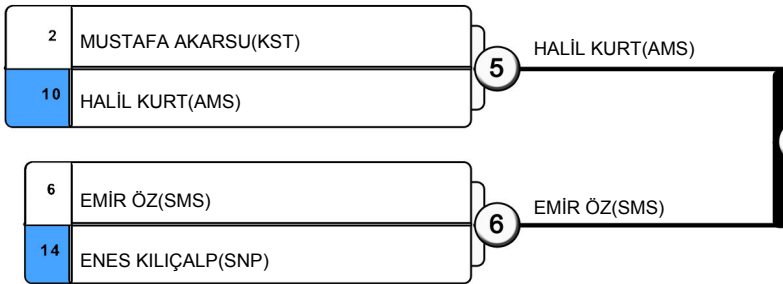 2 MUSTAFA AKARSU(KST)
10 HALİL KURT(AMS)
5 HALİL KURT(AMS)
6 EMİR ÖZ(SMS)
14 ENES KILIÇALP(SNP)
6 EMİR ÖZ(SMS)